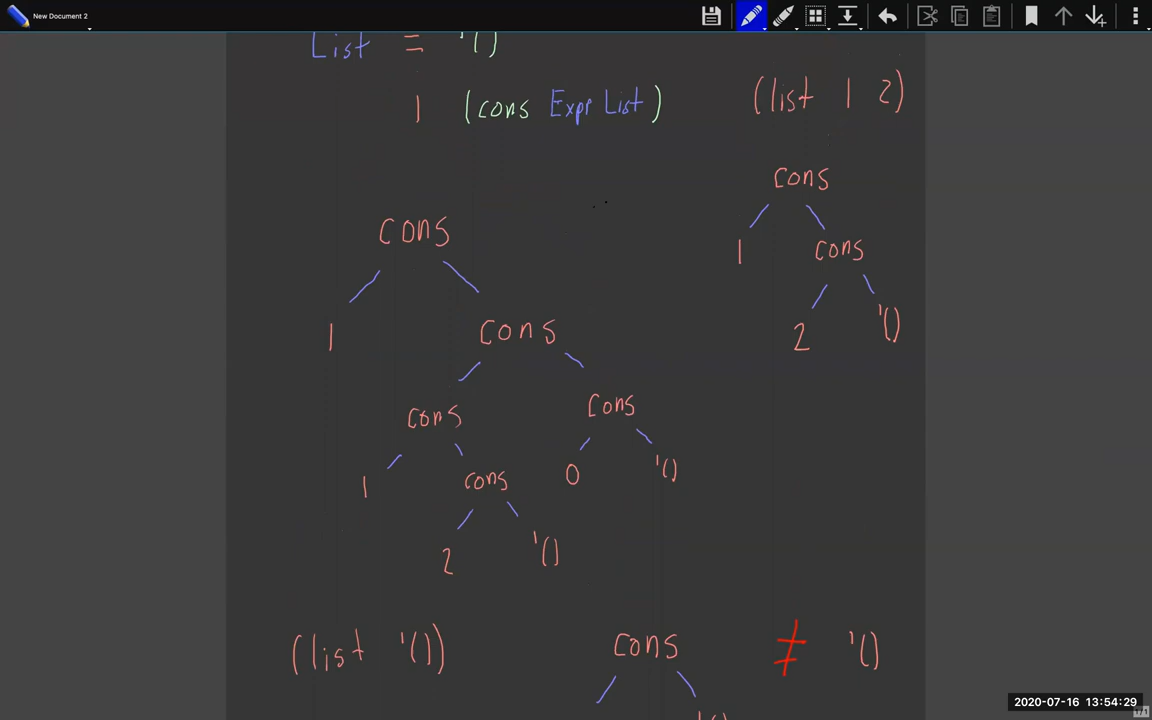 New Document 2
List = '()
| (cons Expr List)
(list 1 2)
cons
1 cons
2 '()
cons
1 cons
cons cons
1 cons 0 '()
2 '()
(list '()) cons ≠ '()
2020-07-16 13:54:29